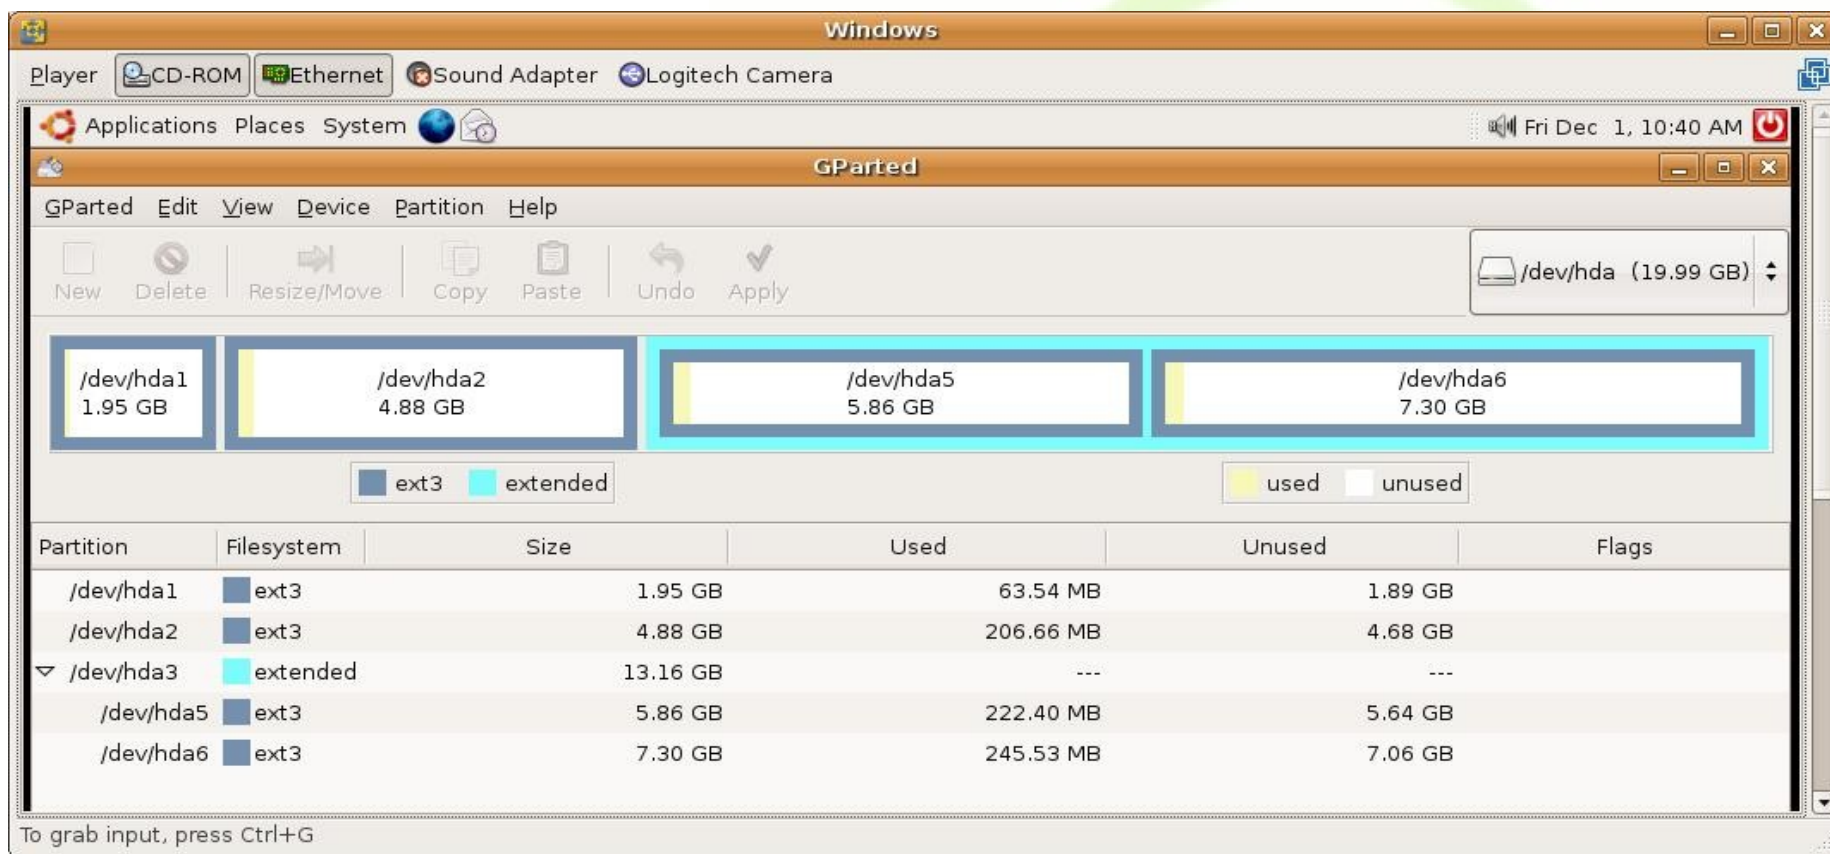 Windows
Player CD-ROM Ethernet Sound Adapter Logitech Camera
Applications Places System Fri Dec 1, 10:40 AM
GParted
GParted Edit View Device Partition Help
New Delete Resize/Move Copy Paste Undo Apply /dev/hda (19.99 GB)
/dev/hda1 /dev/hda2 /dev/hda5 /dev/hda6
1.95 GB 4.88 GB 5.86 GB 7.30 GB
ext3 extended used unused
Partition Filesystem Size Used Unused Flags
/dev/hda1 ext3 1.95 GB 63.54 MB 1.89 GB
/dev/hda2 ext3 4.88 GB 206.66 MB 4.68 GB
/dev/hda3 extended 13.16 GB --- ---
/dev/hda5 ext3 5.86 GB 222.40 MB 5.64 GB
/dev/hda6 ext3 7.30 GB 245.53 MB 7.06 GB
To grab input, press Ctrl+G